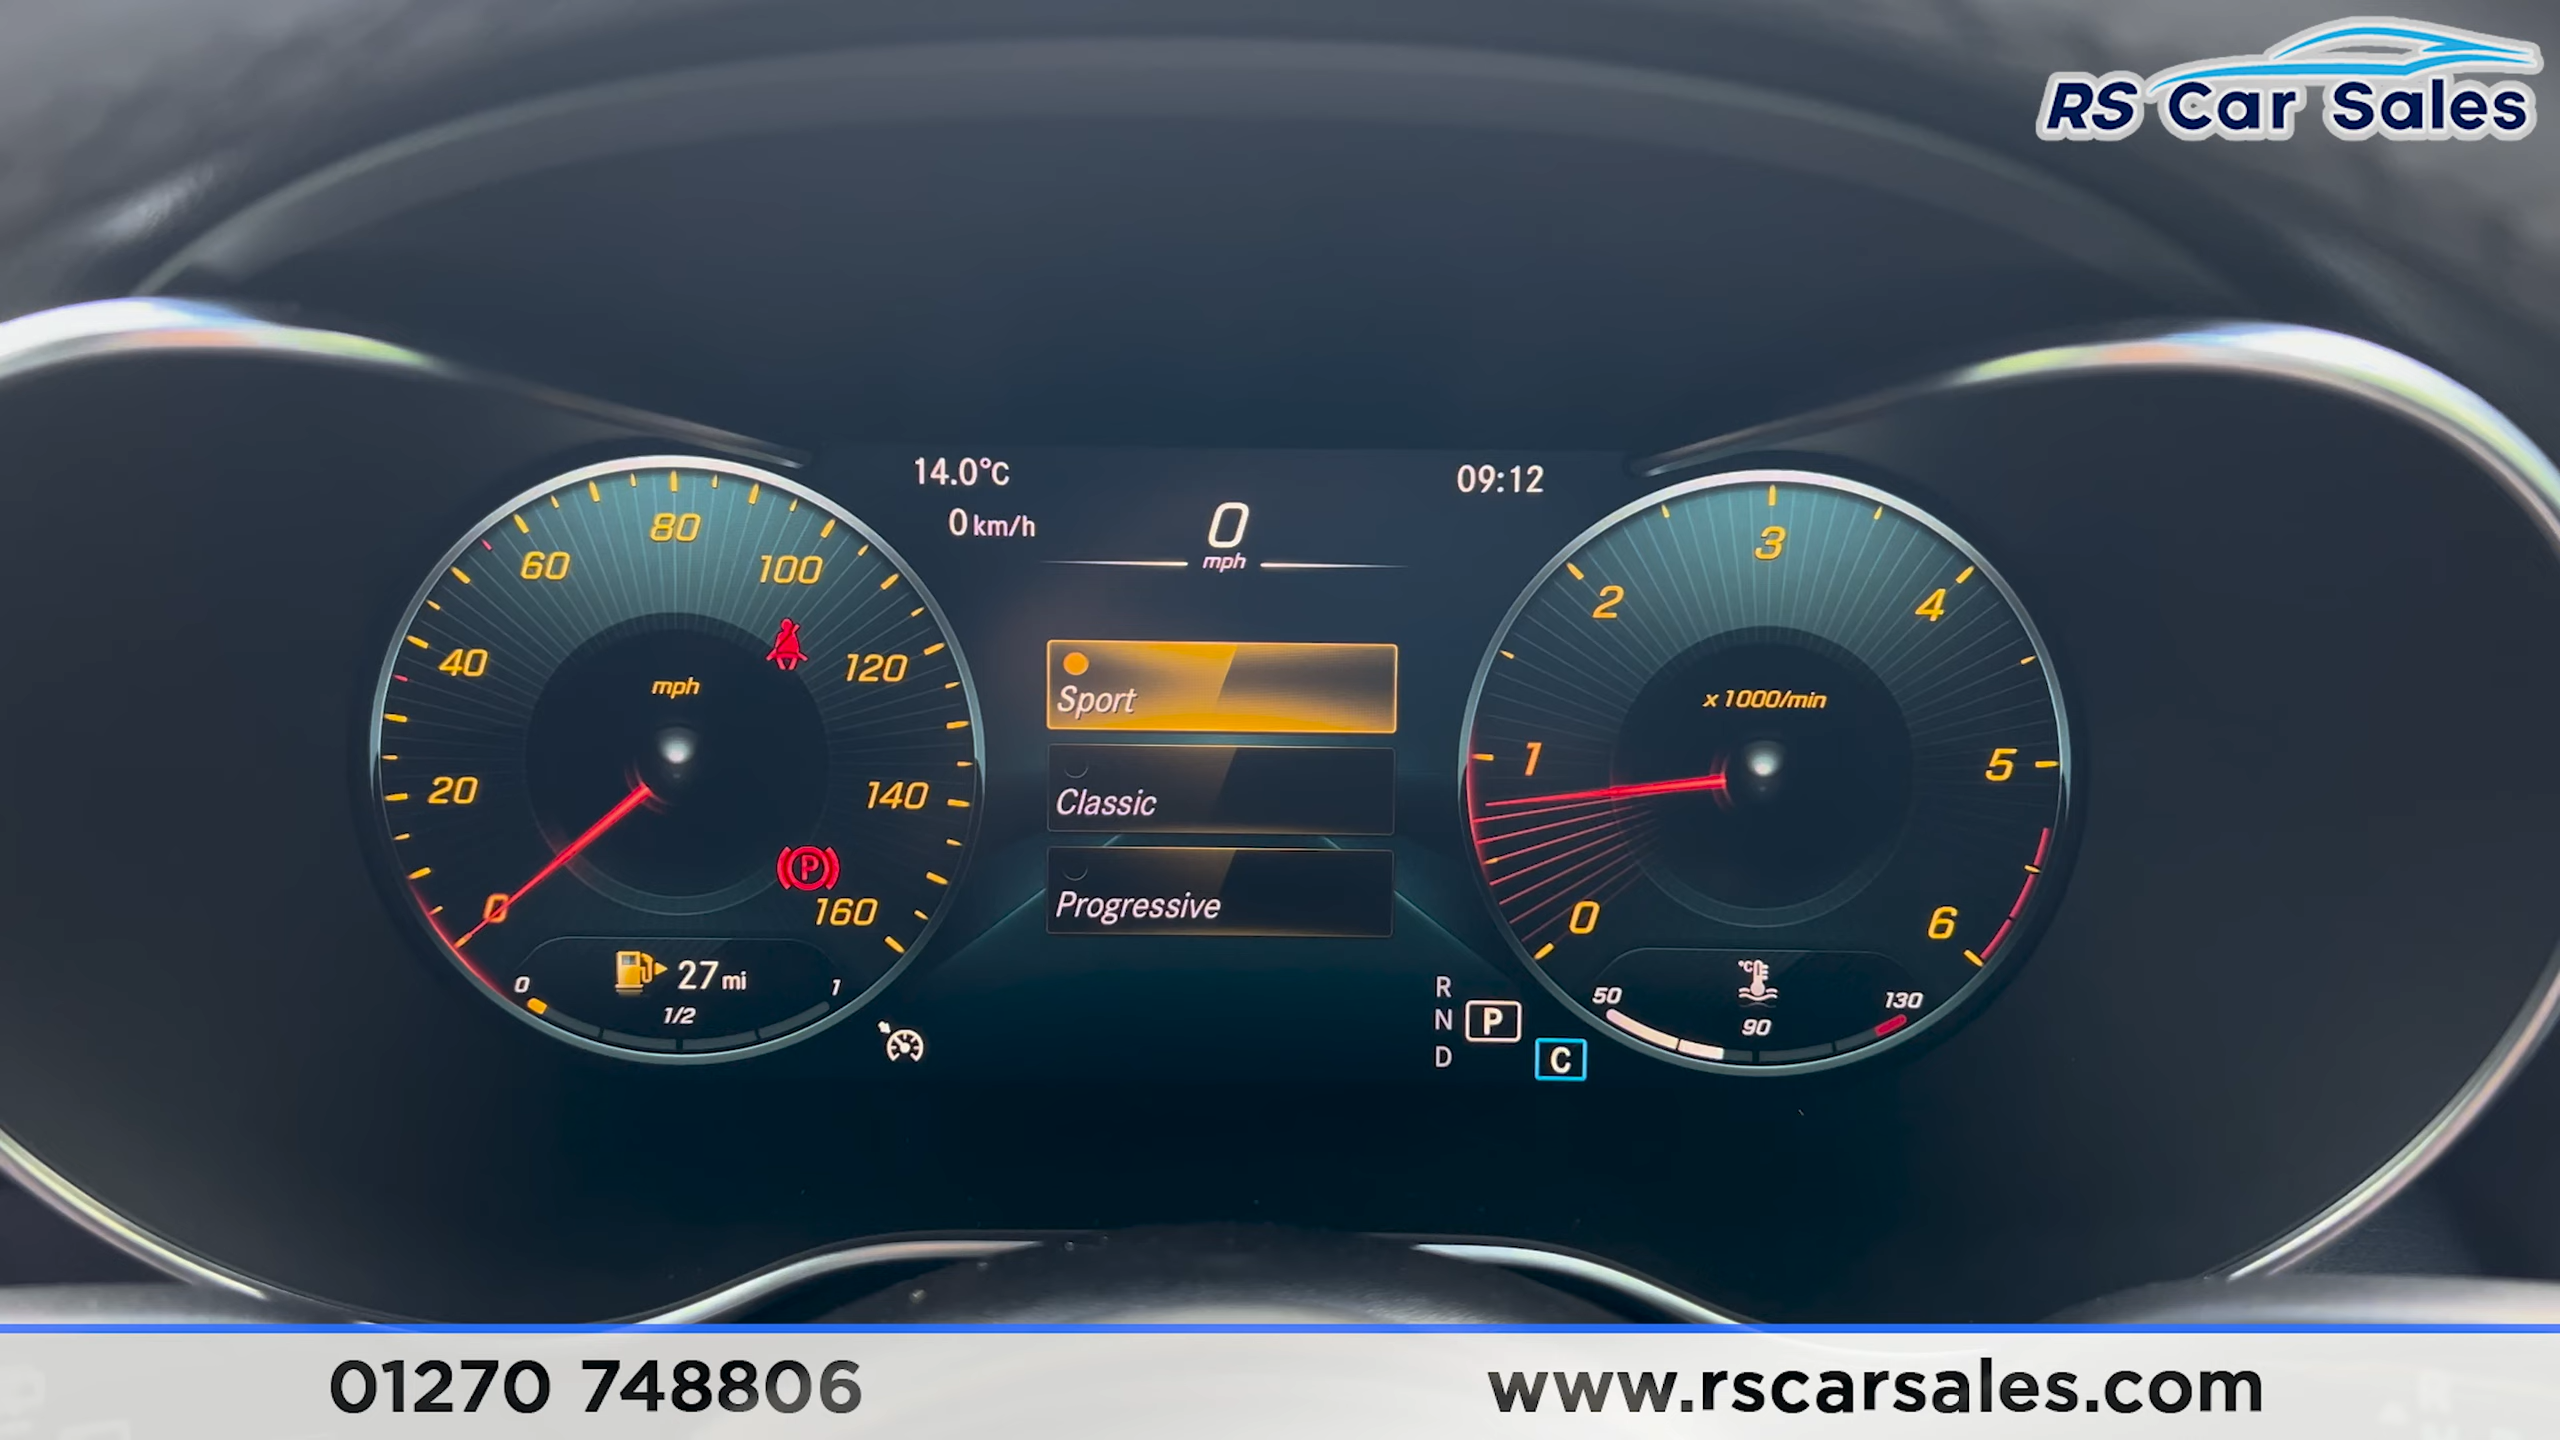 RS Car Sales
14.0°C
09:12
0 km/h
0
mph
0
20
40
60
80
100
120
140
160
mph
P
27 mi
0
1/2
1
Sport
Classic
Progressive
0
1
2
3
4
5
6
x 1000/min
°C
50
90
130
R
N
D
P
C
01270 748806
www.rscarsales.com